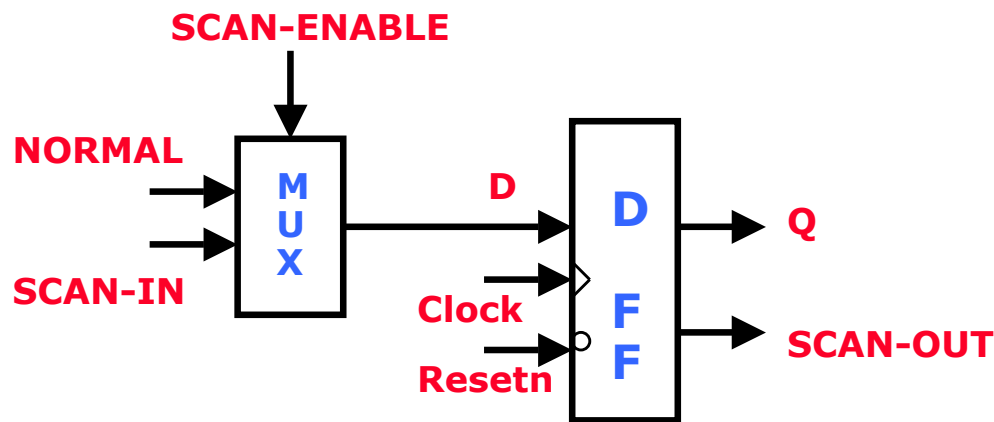 SCAN-ENABLE
NORMAL
SCAN-IN
M
U
X
D
Clock
Resetn
D
F
F
Q
SCAN-OUT